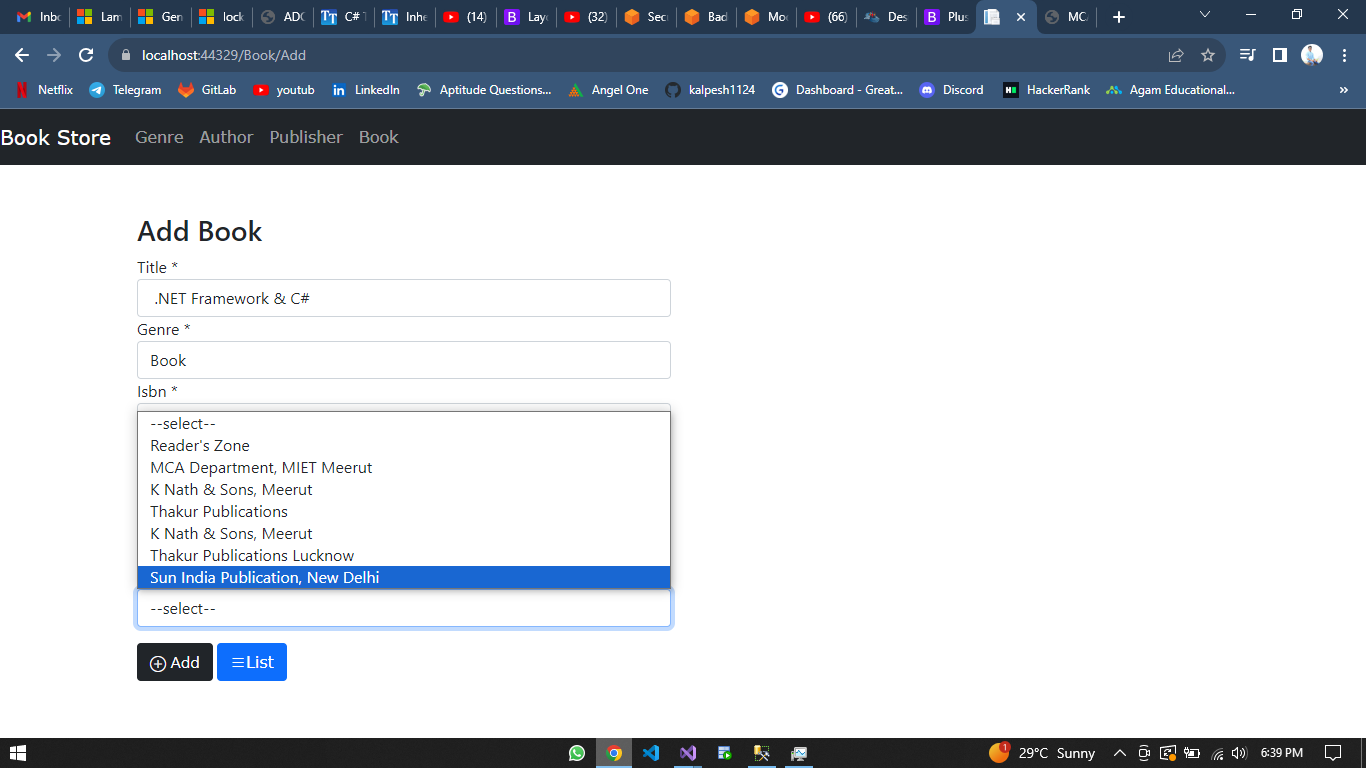 Inbo
Lam
Gen
lock
ADO
C# T
Inhe
(14)
Layo
(32)
Secu
Bad
Moc
(66)
Des
Plus
MCA
localhost:44329/Book/Add
Netflix
Telegram
GitLab
youtub
LinkedIn
Aptitude Questions...
Angel One
kalpesh1124
Dashboard - Great...
Discord
HackerRank
Agam Educational...
»
Book Store Genre Author Publisher Book
Add Book
Title *
.NET Framework & C#
Genre *
Book
Isbn *
--select--
Reader's Zone
MCA Department, MIET Meerut
K Nath & Sons, Meerut
Thakur Publications
K Nath & Sons, Meerut
Thakur Publications Lucknow
Sun India Publication, New Delhi
--select--
Add List
1
29°C Sunny
6:39 PM